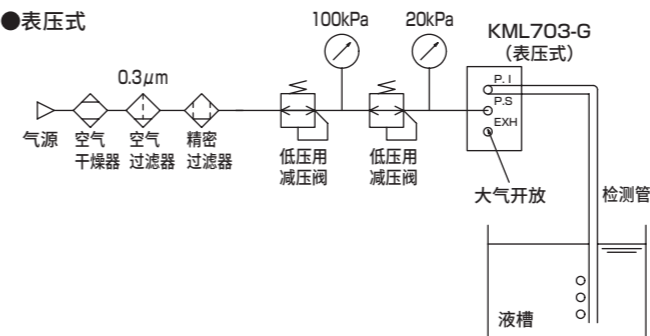 ●表压式
100kPa
20kPa
KML703-G
（表压式）
0.3μm
P. I
P.S
EXH
气源
空气
干燥器
空气
过滤器
精密
过滤器
低压用
减压阀
低压用
减压阀
大气开放
检测管
液槽